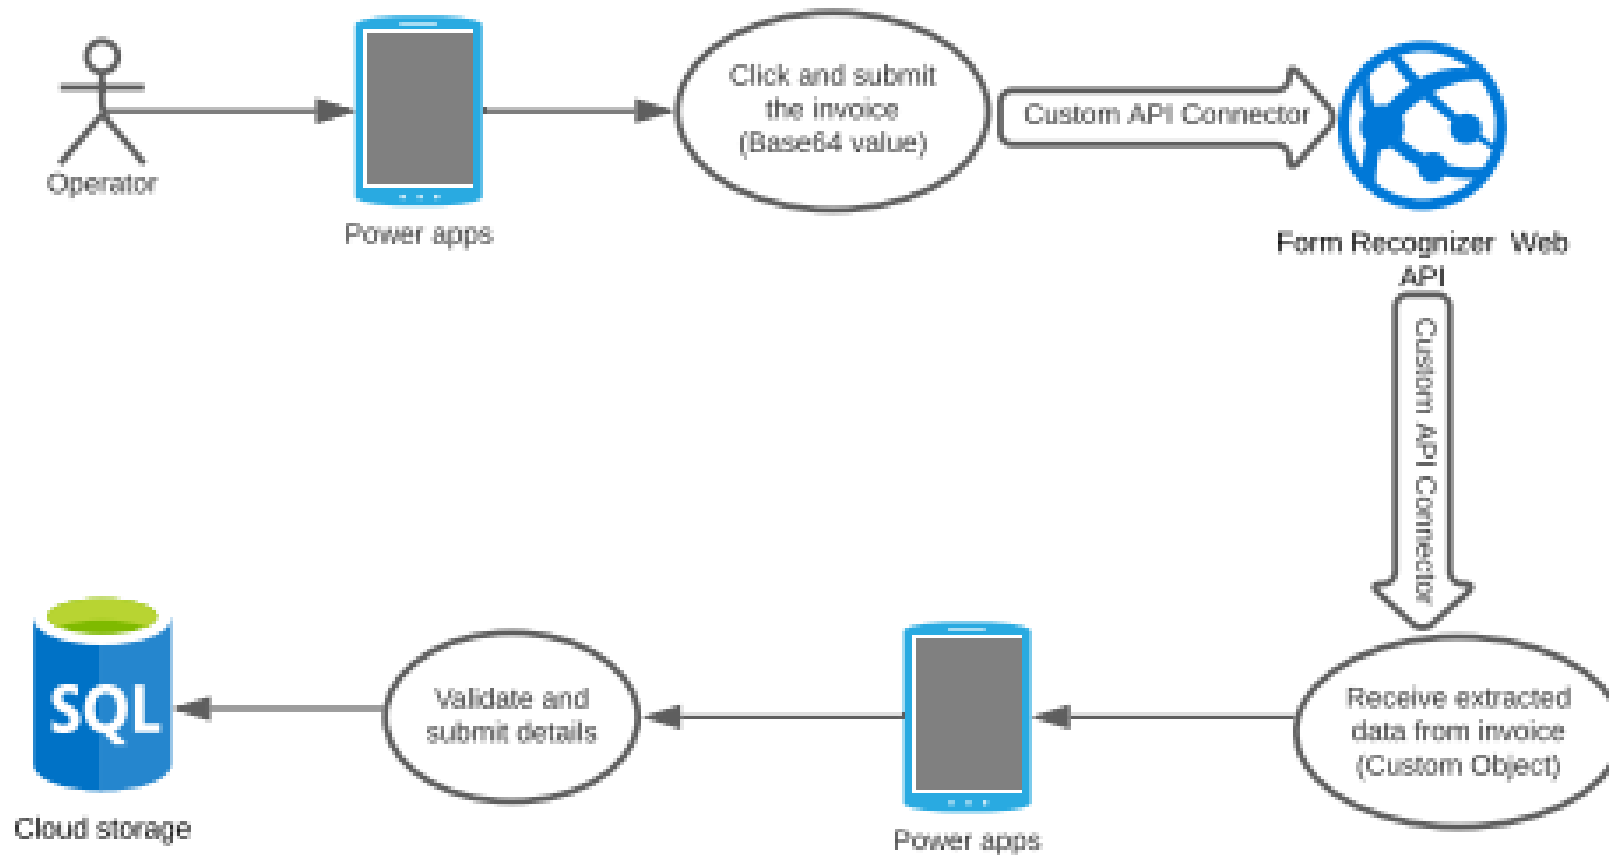 Click and submit
the invoice
(Base64 value)
Custom API Connector
Operator
Power apps
Form Recognizer Web
API
Custom API Connector
SQL
Validate and
submit details
Receive extracted
data from invoice
(Custom Object)
Cloud storage
Power apps